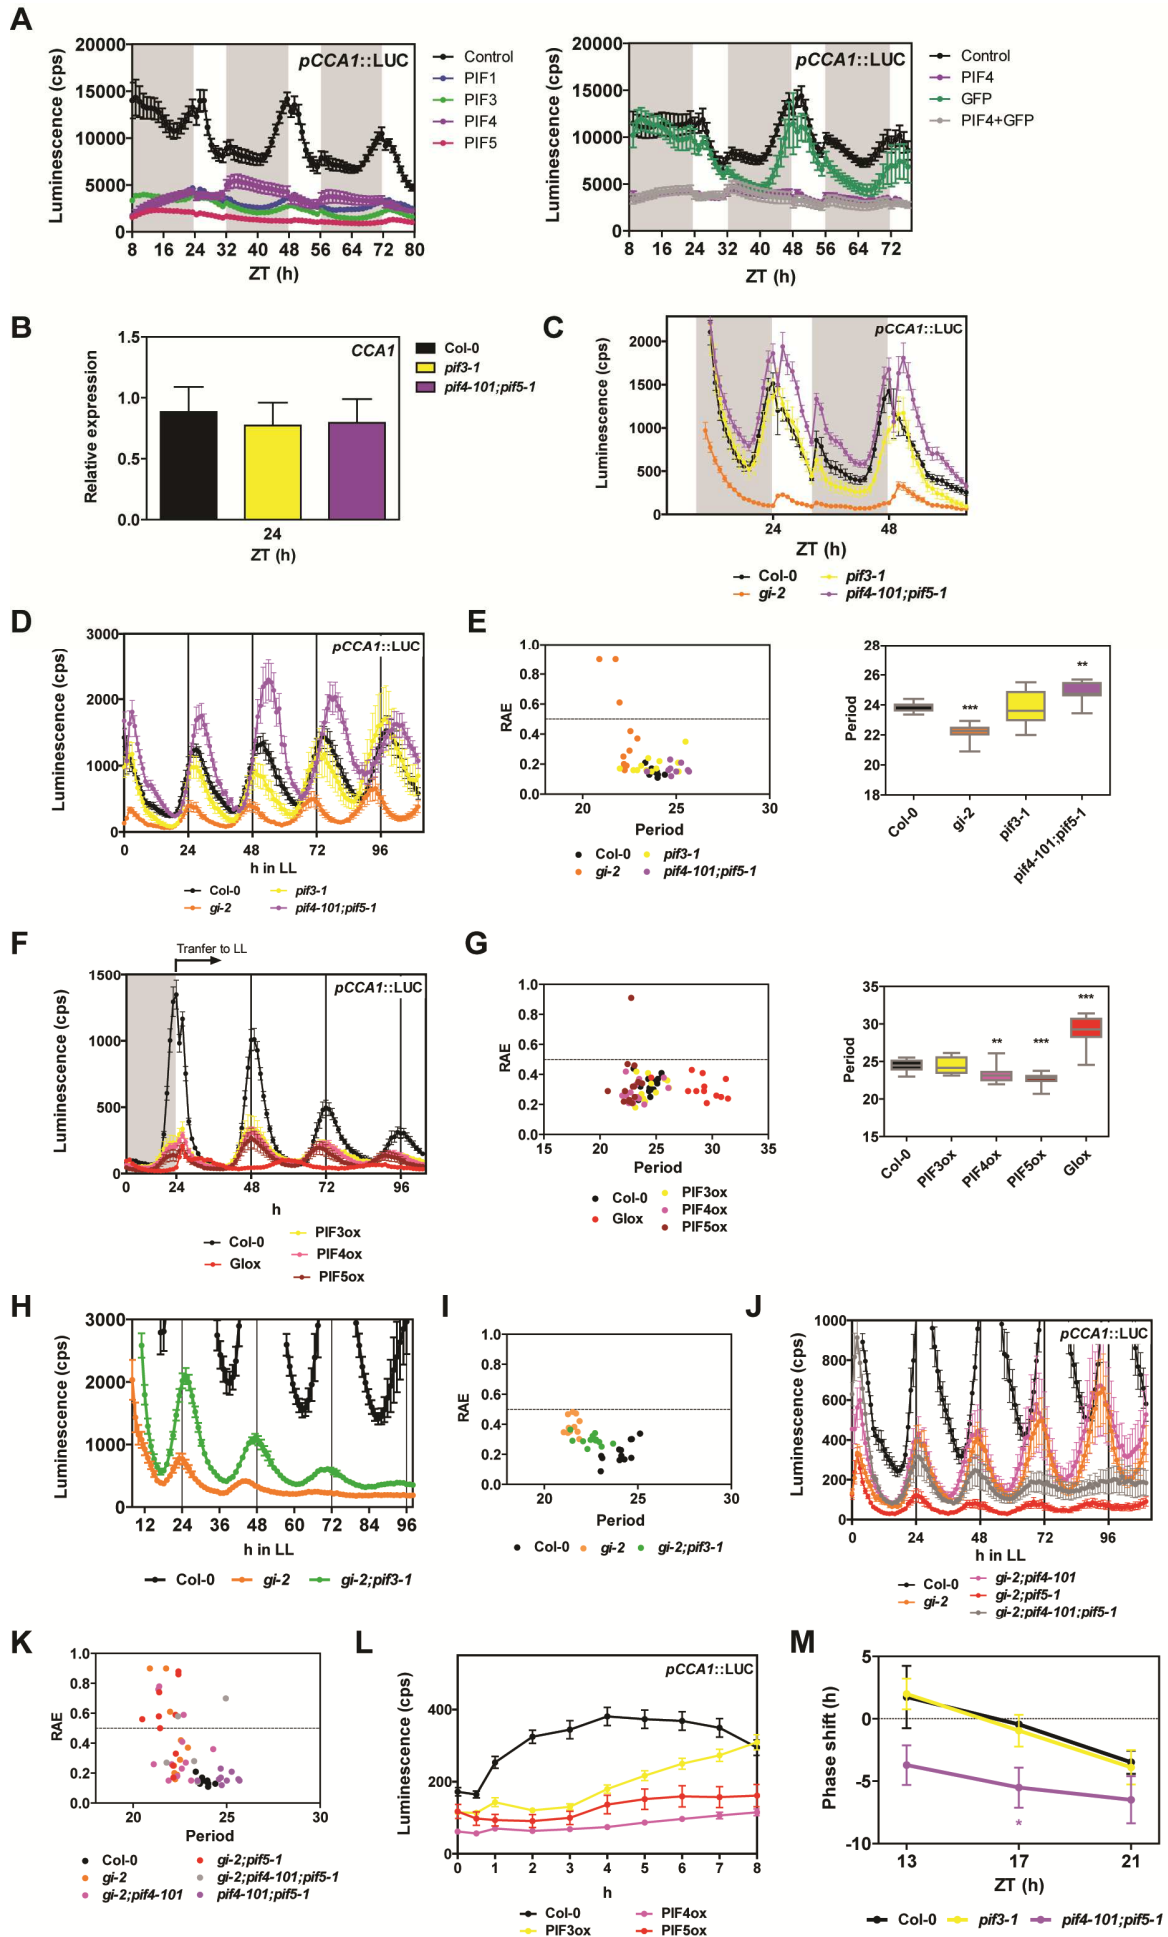 A
20000
15000
10000
5000
0
Luminescence (cps)
pCCA1::LUC
8 16 24 32 40 48 56 64 72 80
ZT (h)
Control
PIF1
PIF3
PIF4
PIF5
20000
15000
10000
5000
0
Luminescence (cps)
pCCA1::LUC
8 16 24 32 40 48 56 64 72
ZT (h)
Control
PIF4
GFP
PIF4+GFP
B
1.5
1.0
0.5
0.0
Relative expression
CCA1
24
ZT (h)
Col-0
pif3-1
pif4-101;pif5-1
C
2000
1500
1000
500
0
Luminescence (cps)
pCCA1::LUC
24 48
ZT (h)
Col-0 pif3-1
gi-2 pif4-101;pif5-1
D
3000
2000
1000
0
Luminescence (cps)
pCCA1::LUC
0 24 48 72 96
h in LL
Col-0 pif3-1
gi-2 pif4-101;pif5-1
E
1.0
0.8
0.6
0.4
0.2
0.0
RAE
20 25 30
Period
Col-0 pif3-1
gi-2 pif4-101;pif5-1
28
26
24
22
20
18
Period
***
**
Col-0
gi-2
pif3-1
pif4-101;pif5-1
F
Tranfer to LL
1500
1000
500
0
Luminescence (cps)
pCCA1::LUC
0 24 48 72 96
h
Col-0
Glox
PIF3ox
PIF4ox
PIF5ox
G
1.0
0.8
0.6
0.4
0.2
0.0
RAE
15 20 25 30 35
Period
Col-0
Glox
PIF3ox
PIF4ox
PIF5ox
35
30
25
20
15
Period
**
***
***
Col-0
PIF3ox
PIF4ox
PIF5ox
Glox
H
3000
2000
1000
0
Luminescence (cps)
12 24 36 48 60 72 84 96
h in LL
Col-0 gi-2 gi-2;pif3-1
I
1.0
0.8
0.6
0.4
0.2
0.0
RAE
20 25 30
Period
Col-0 gi-2 gi-2;pif3-1
J
1000
800
600
400
200
0
Luminescence (cps)
pCCA1::LUC
0 24 48 72 96
h in LL
Col-0
gi-2
gi-2;pif4-101
gi-2;pif5-1
gi-2;pif4-101;pif5-1
K
1.0
0.8
0.6
0.4
0.2
0.0
RAE
20 25 30
Period
Col-0 gi-2;pif5-1
gi-2 gi-2;pif4-101;pif5-1
gi-2;pif4-101 pif4-101;pif5-1
L
400
200
0
Luminescence (cps)
pCCA1::LUC
0 1 2 3 4 5 6 7 8
h
Col-0 PIF4ox
PIF3ox PIF5ox
M
5
0
-5
-10
Phase shift (h)
*
13 17 21
ZT (h)
Col-0 pif3-1 pif4-101;pif5-1